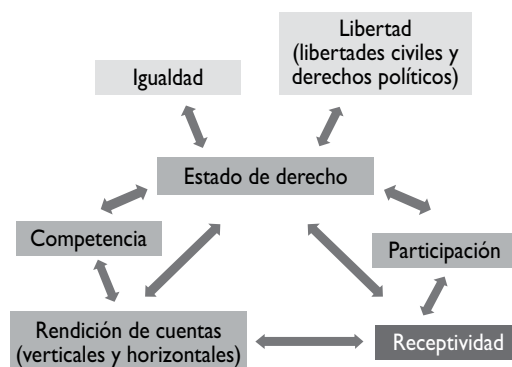 Libertad
(libertades civiles y
derechos políticos)
Igualdad
Estado de derecho
Competencia
Participación
Rendición de cuentas
(verticales y horizontales)
Receptividad